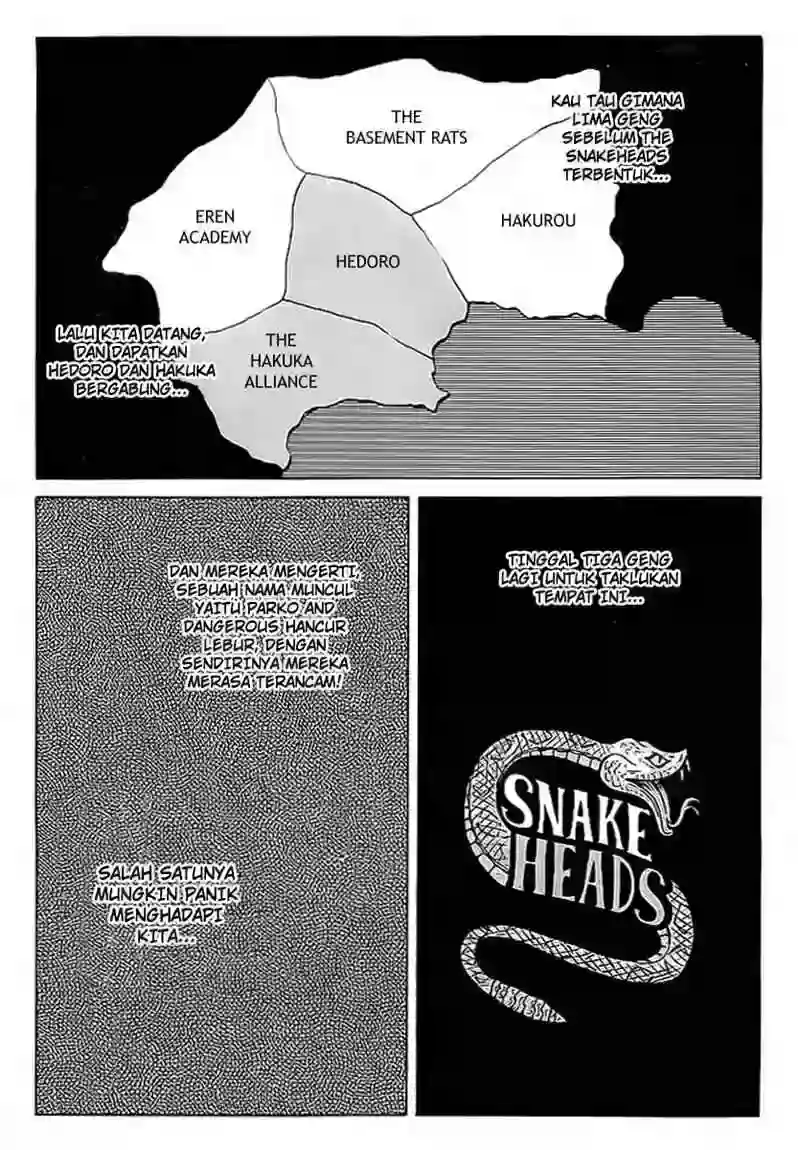 THE
BASEMENT RATS
KAU TAU GIMANA
LIMA GENG
SEBELUM THE
SNAKEHEADS
TERBENTUK...
EREN
ACADEMY
HAKUROU
HEDORO
LALU KITA DATANG,
DAN DAPATKAN
HEDORO DAN HAKUKA
BERGABUNG...
THE
HAKUKA
ALLIANCE
DAN MEREKA MENGERTI,
SEBUAH NAMA MUNCUL
YAITU PARKO AND
DANGEROUS HANCUR
LEBUR, DENGAN
SENDIRINYA MEREKA
MERASA TERANCAM!
SALAH SATUNYA
MUNGKIN PANIK
MENGHADAPI
KITA...
TINGGAL TIGA GENG
LAGI UNTUK TAKLUKAN
TEMPAT INI...
SNAKE
HEADS